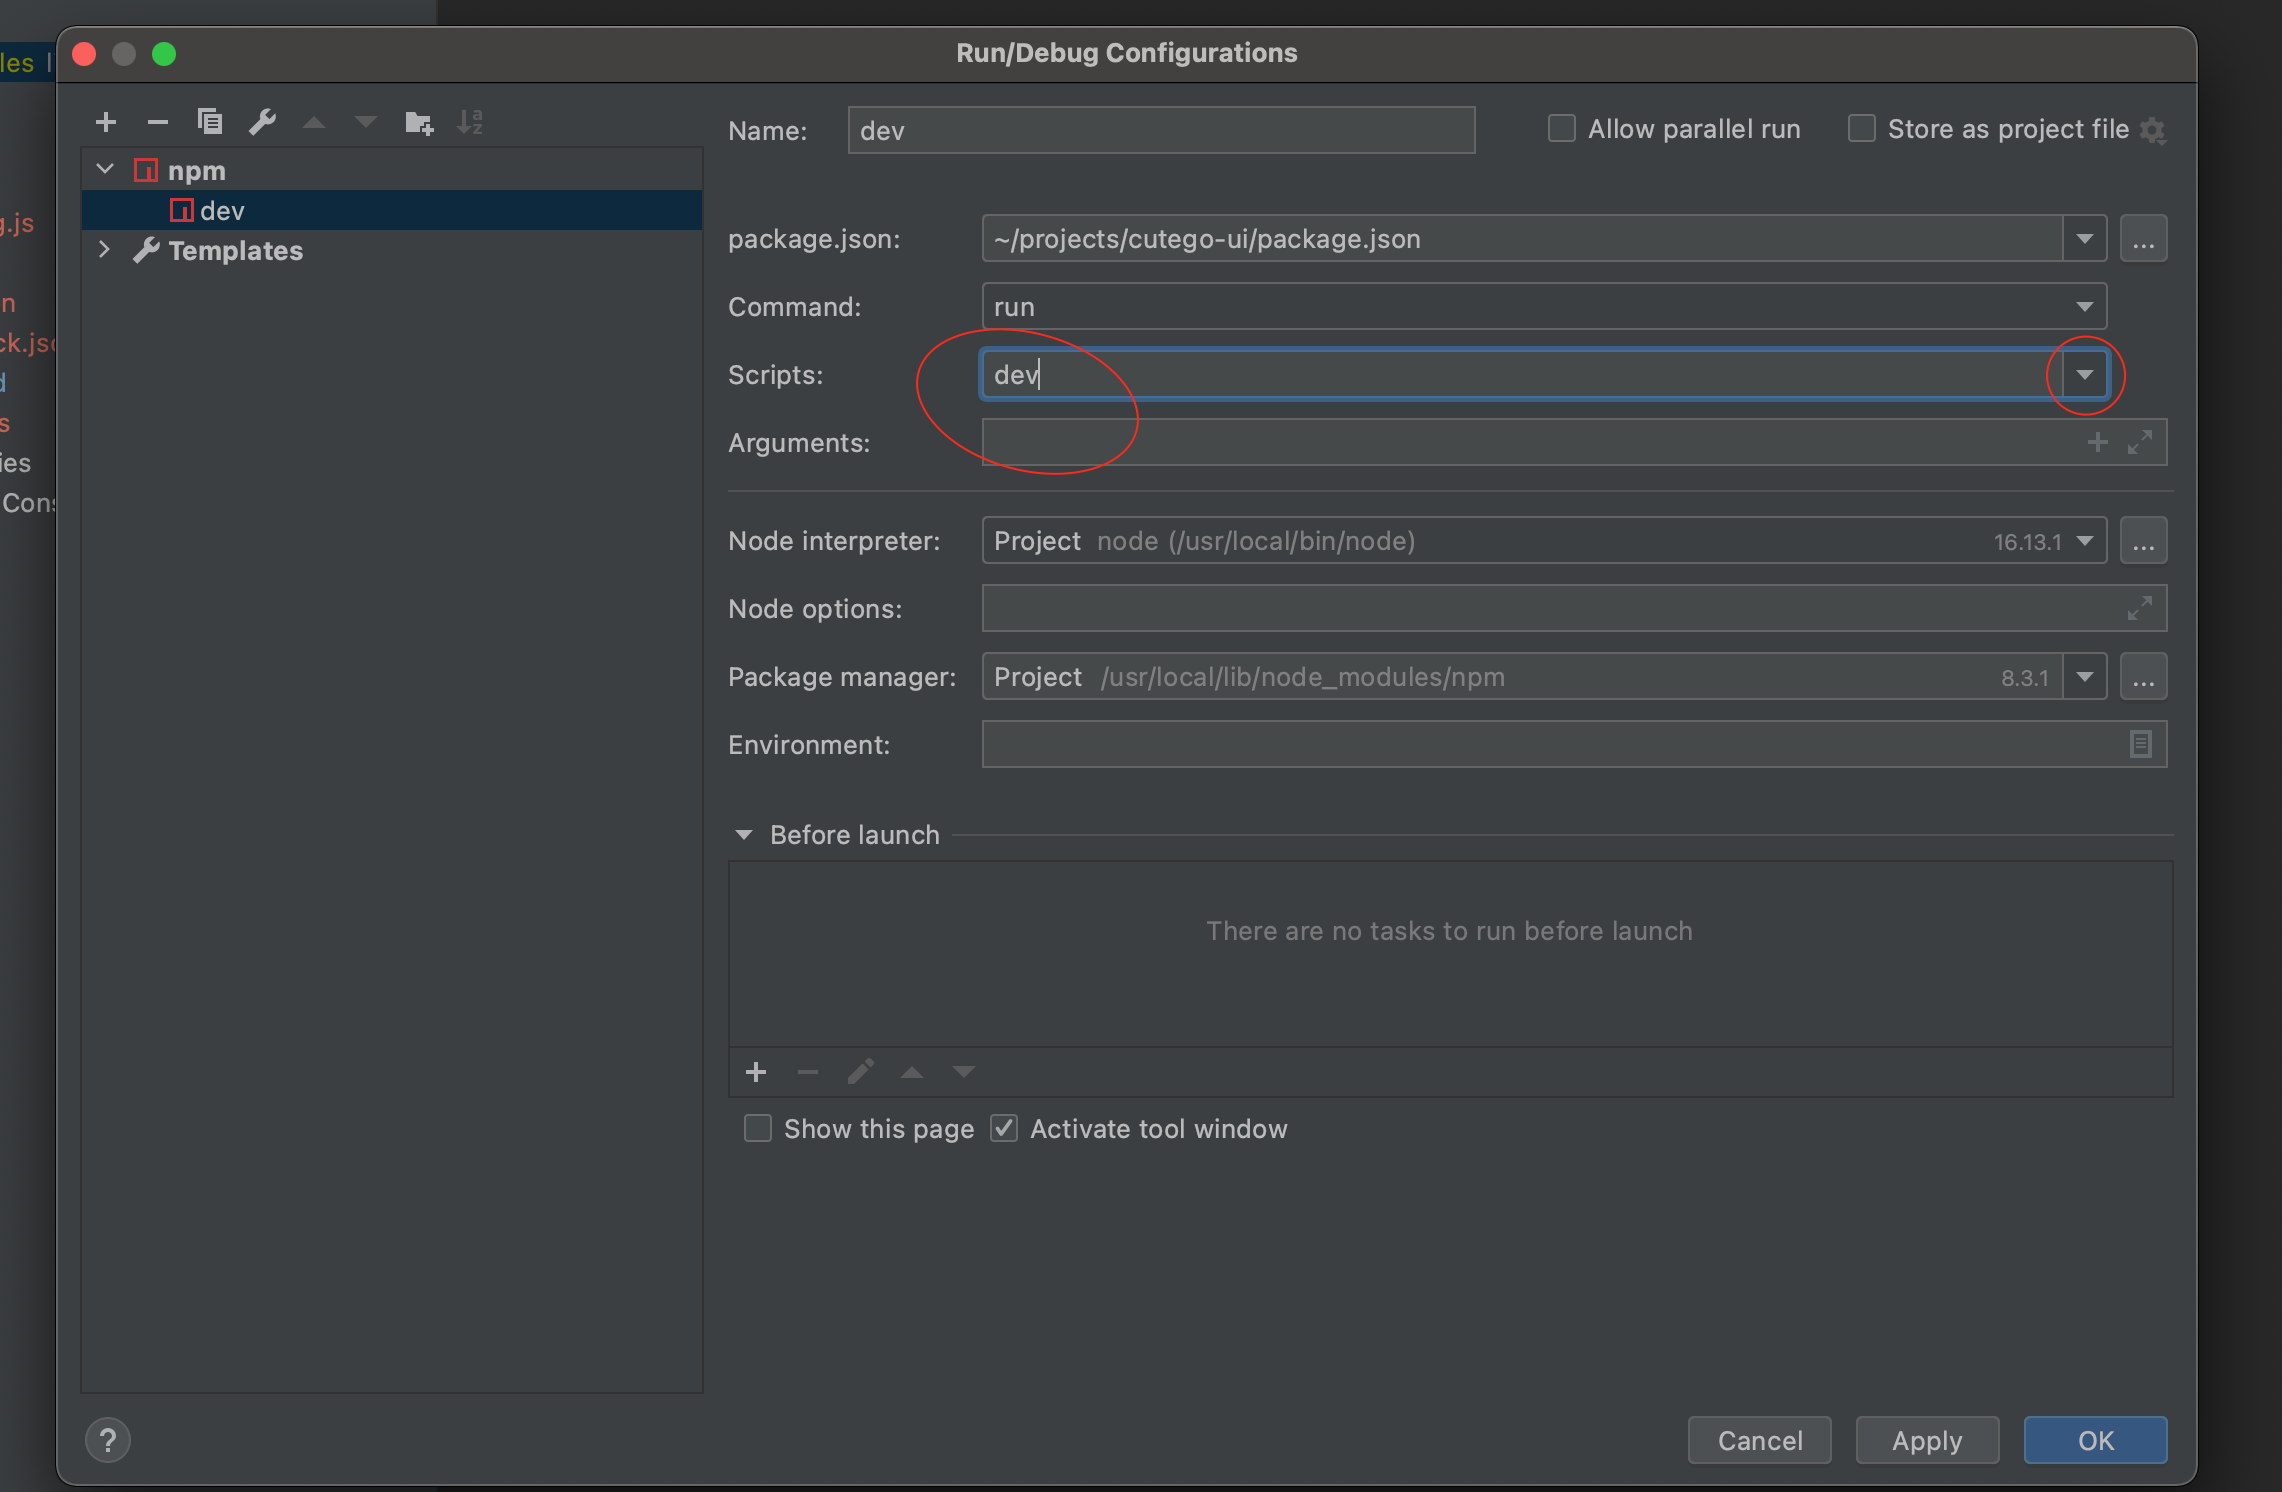 Run/Debug Configurations
les
npm
dev
Templates
g.js
n
ck.jso
d
s
ies
Cons
Name: dev
Allow parallel run
Store as project file
package.json: ~/projects/cutego-ui/package.json ...
Command: run
Scripts: dev
Arguments:
Node interpreter: Project node (/usr/local/bin/node) 16.13.1 ...
Node options:
Package manager: Project /usr/local/lib/node_modules/npm 8.3.1 ...
Environment:
Before launch
There are no tasks to run before launch
Show this page Activate tool window
? Cancel Apply OK